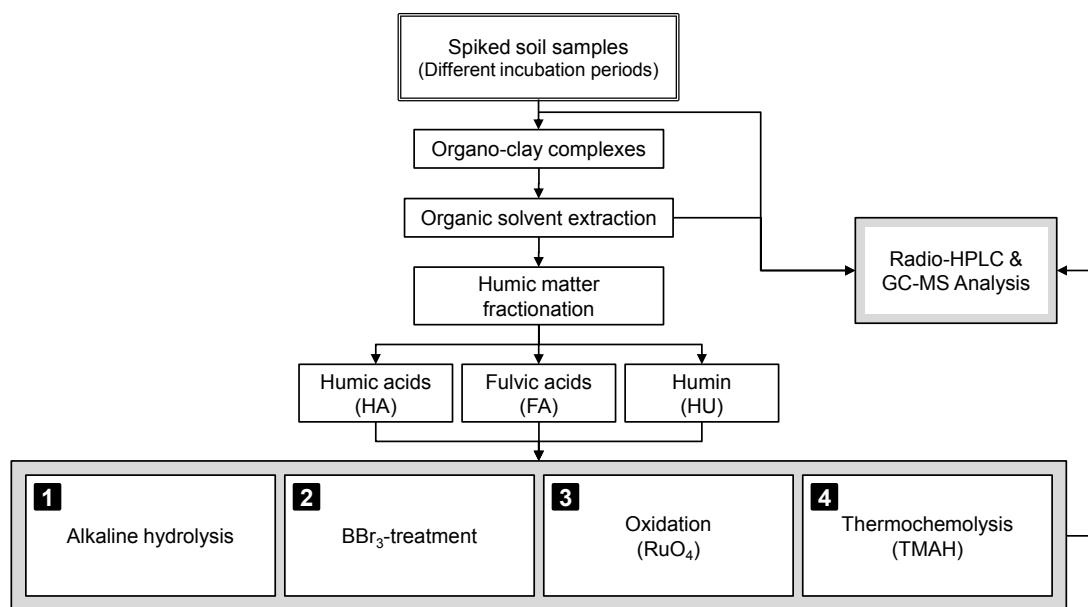 Spiked soil samples
(Different incubation periods)
Organo-clay complexes
Organic solvent extraction
Radio-HPLC &
GC-MS Analysis
Humic matter
fractionation
Humic acids
(HA)
Fulvic acids
(FA)
Humin
(HU)
1
Alkaline hydrolysis
2
BBr₃-treatment
3
Oxidation
(RuO₄)
4
Thermochemolysis
(TMAH)